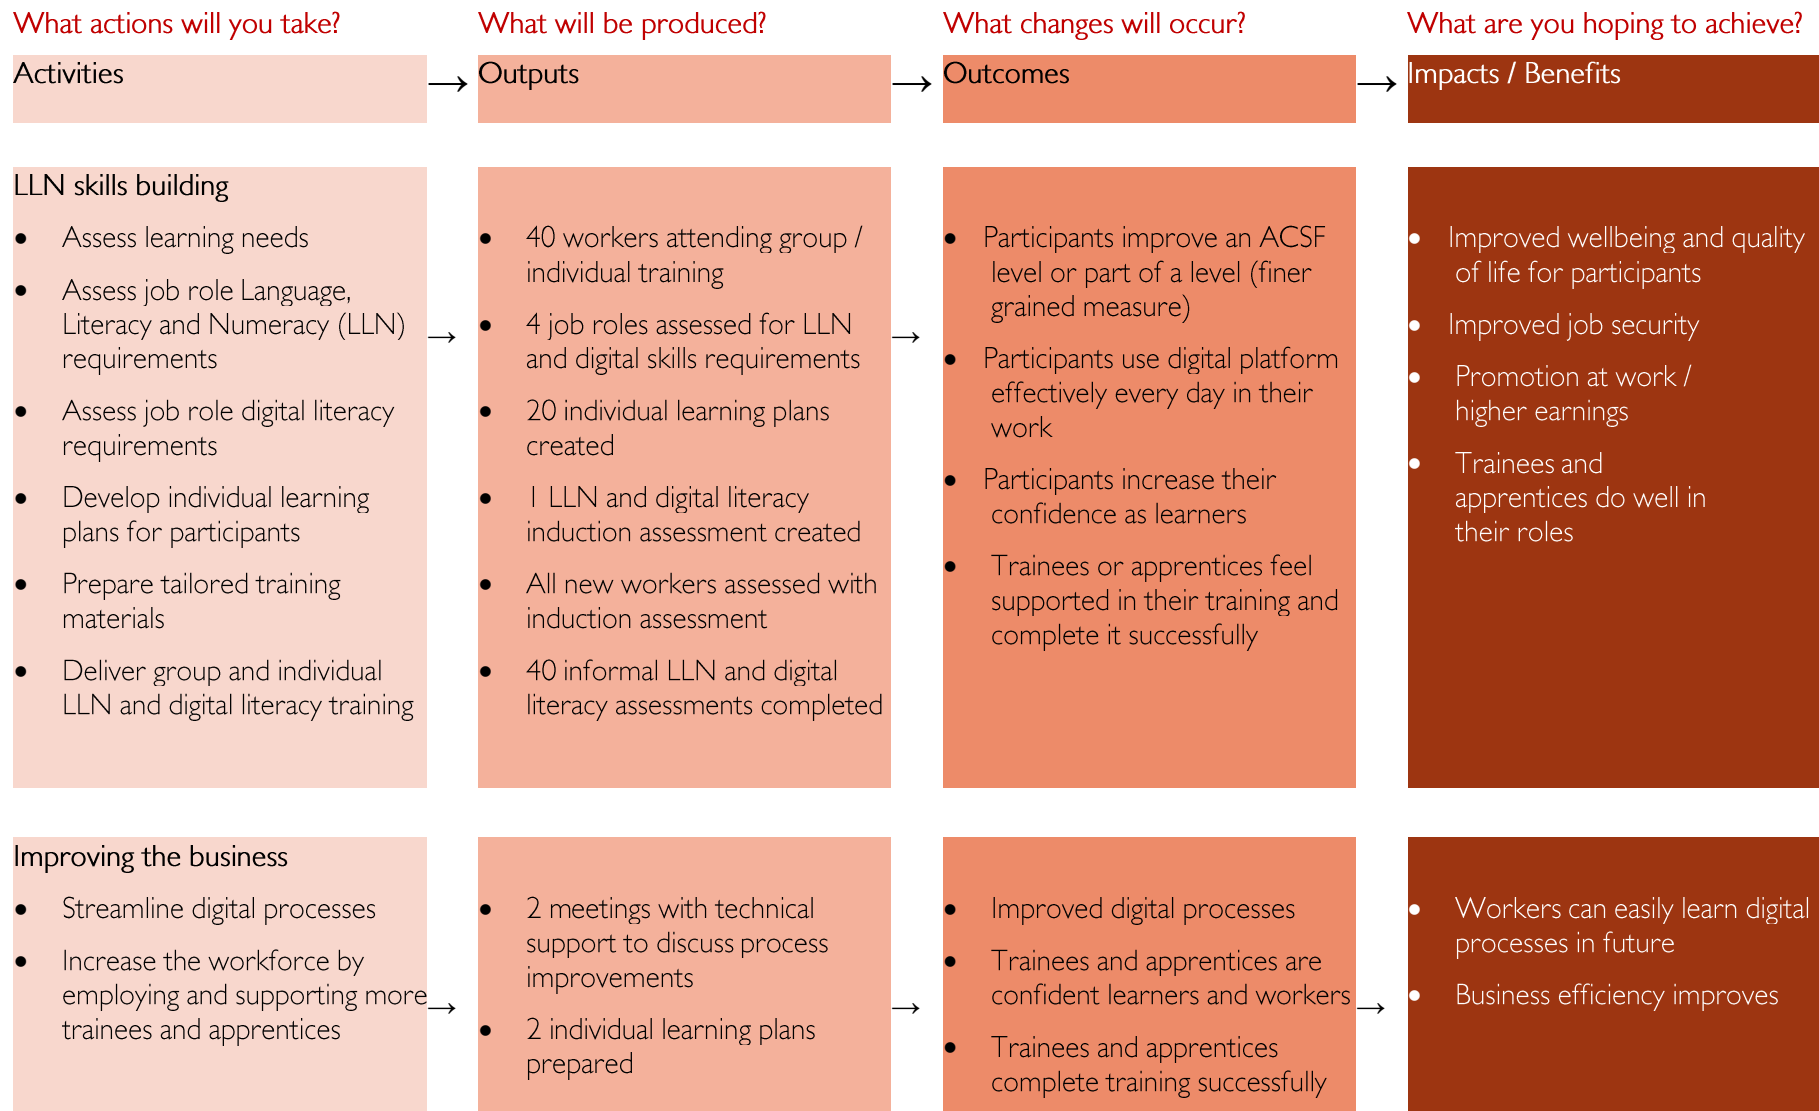 What actions will you take?
What will be produced?
What changes will occur?
What are you hoping to achieve?
Activities
→
Outputs
→
Outcomes
→
Impacts / Benefits
LLN skills building
• Assess learning needs
• Assess job role Language,
Literacy and Numeracy (LLN)
requirements
• Assess job role digital literacy
requirements
• Develop individual learning
plans for participants
• Prepare tailored training
materials
• Deliver group and individual
LLN and digital literacy training
→
• 40 workers attending group /
individual training
• 4 job roles assessed for LLN
and digital skills requirements
• 20 individual learning plans
created
• 1 LLN and digital literacy
induction assessment created
• All new workers assessed with
induction assessment
• 40 informal LLN and digital
literacy assessments completed
→
• Participants improve an ACSF
level or part of a level (finer
grained measure)
• Participants use digital platform
effectively every day in their
work
• Participants increase their
confidence as learners
• Trainees or apprentices feel
supported in their training and
complete it successfully
• Improved wellbeing and quality
of life for participants
• Improved job security
• Promotion at work /
higher earnings
• Trainees and
apprentices do well in
their roles
Improving the business
• Streamline digital processes
• Increase the workforce by
employing and supporting more
trainees and apprentices
→
• 2 meetings with technical
support to discuss process
improvements
• 2 individual learning plans
prepared
→
• Improved digital processes
• Trainees and apprentices are
confident learners and workers
• Trainees and apprentices
complete training successfully
→
• Workers can easily learn digital
processes in future
• Business efficiency improves